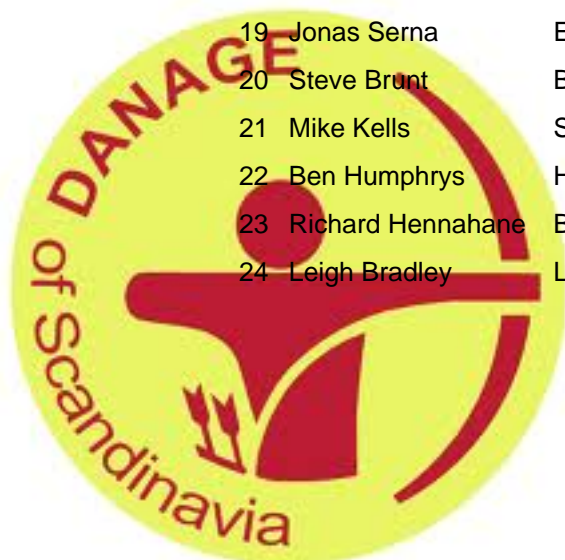 19 Jonas Serna E
20 Steve Brunt B
21 Mike Kells S
22 Ben Humphrys H
23 Richard Hennahane B
24 Leigh Bradley L
DANAGE
of Scandinavia